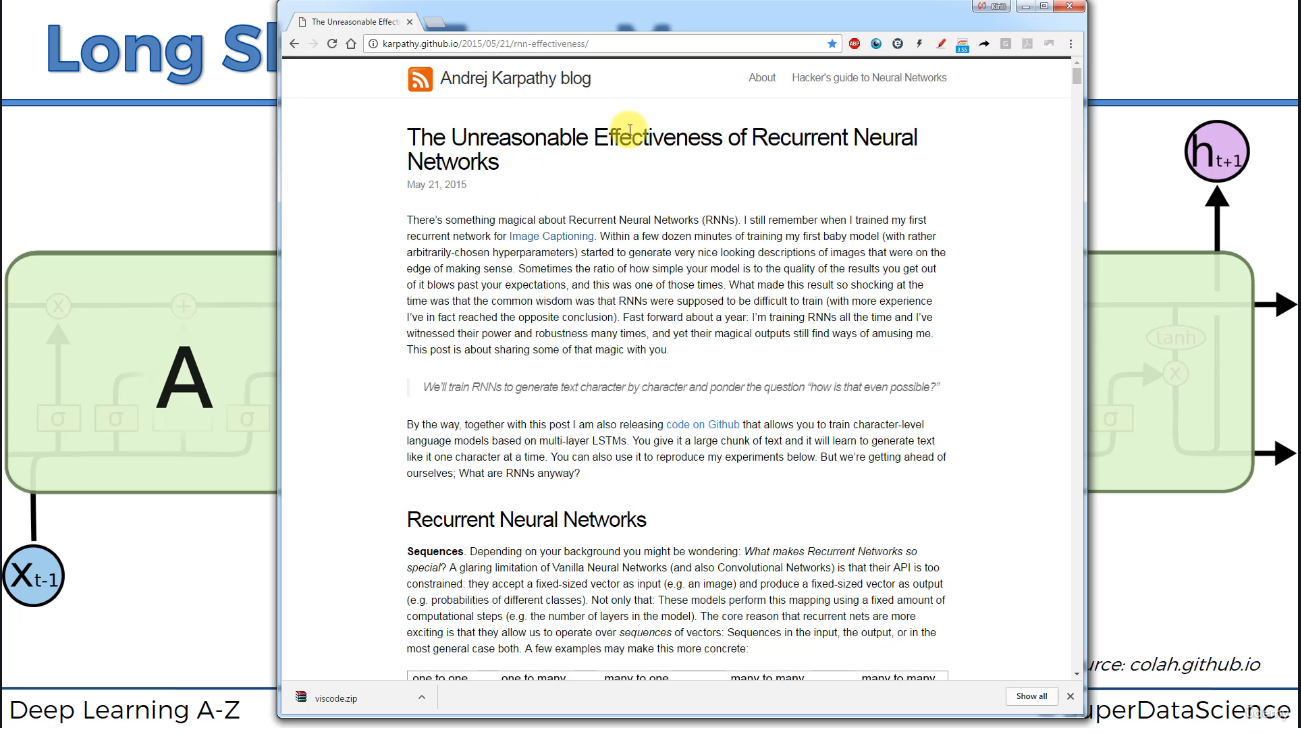 Long S
The Unreasonable Effect
karpathy.github.io/2015/05/21/rnn-effectiveness/
Andrej Karpathy blog
About
Hacker's guide to Neural Networks
The Unreasonable Effectiveness of Recurrent Neural
Networks
May 21, 2015
There's something magical about Recurrent Neural Networks (RNNs). I still remember when I trained my first
recurrent network for Image Captioning. Within a few dozen minutes of training my first baby model (with rather
arbitrarily-chosen hyperparameters) started to generate very nice looking descriptions of images that were on the
edge of making sense. Sometimes the ratio of how simple your model is to the quality of the results you get out
of it blows past your expectations, and this was one of those times. What made this result so shocking at the
time was that the common wisdom was that RNNs were supposed to be difficult to train (with more experience
I've in fact reached the opposite conclusion). Fast forward about a year: I'm training RNNs all the time and I've
witnessed their power and robustness many times, and yet their magical outputs still find ways of amusing me.
This post is about sharing some of that magic with you.
We'll train RNNs to generate text character by character and ponder the question "how is that even possible?"
By the way, together with this post I am also releasing code on Github that allows you to train character-level
language models based on multi-layer LSTMs. You give it a large chunk of text and it will learn to generate text
like it one character at a time. You can also use it to reproduce my experiments below. But we're getting ahead of
ourselves; What are RNNs anyway?
Recurrent Neural Networks
Sequences. Depending on your background you might be wondering: What makes Recurrent Networks so
special? A glaring limitation of Vanilla Neural Networks (and also Convolutional Networks) is that their API is too
constrained: they accept a fixed-sized vector as input (e.g. an image) and produce a fixed-sized vector as output
(e.g. probabilities of different classes). Not only that: These models perform this mapping using a fixed amount of
computational steps (e.g. the number of layers in the model). The core reason that recurrent nets are more
exciting is that they allow us to operate over sequences of vectors: Sequences in the input, the output, or in the
most general case both. A few examples may make this more concrete:
one to one
one to many
many to one
many to many
many to many
viscode.zip
Show all
ABP
3.55
h t+1
x
+
A
σ
σ
σ
tanh
x
σ
x t-1
urce: colah.github.io
Deep Learning A-Z
uperDataScience